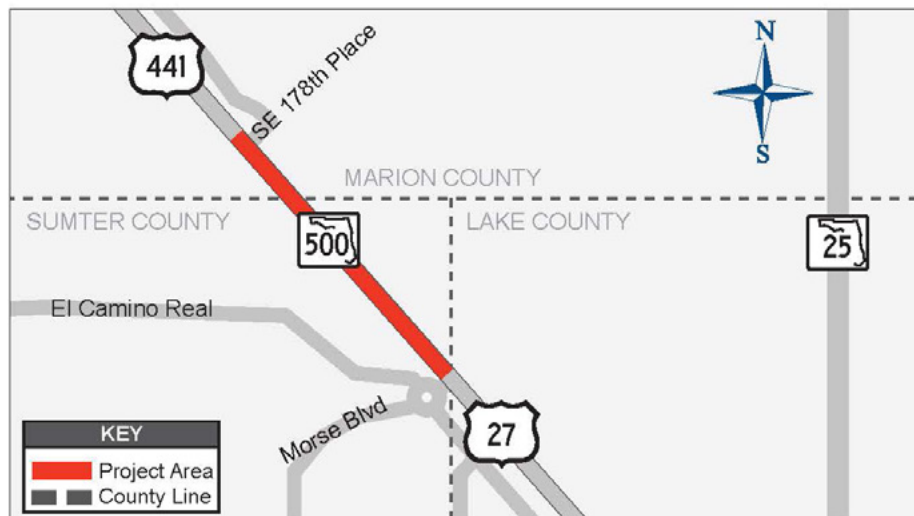 N
441
SE 178th Place
S
MARION COUNTY
SUMTER COUNTY
LAKE COUNTY
500
25
El Camino Real
Morse Blvd
27
KEY
Project Area
County Line